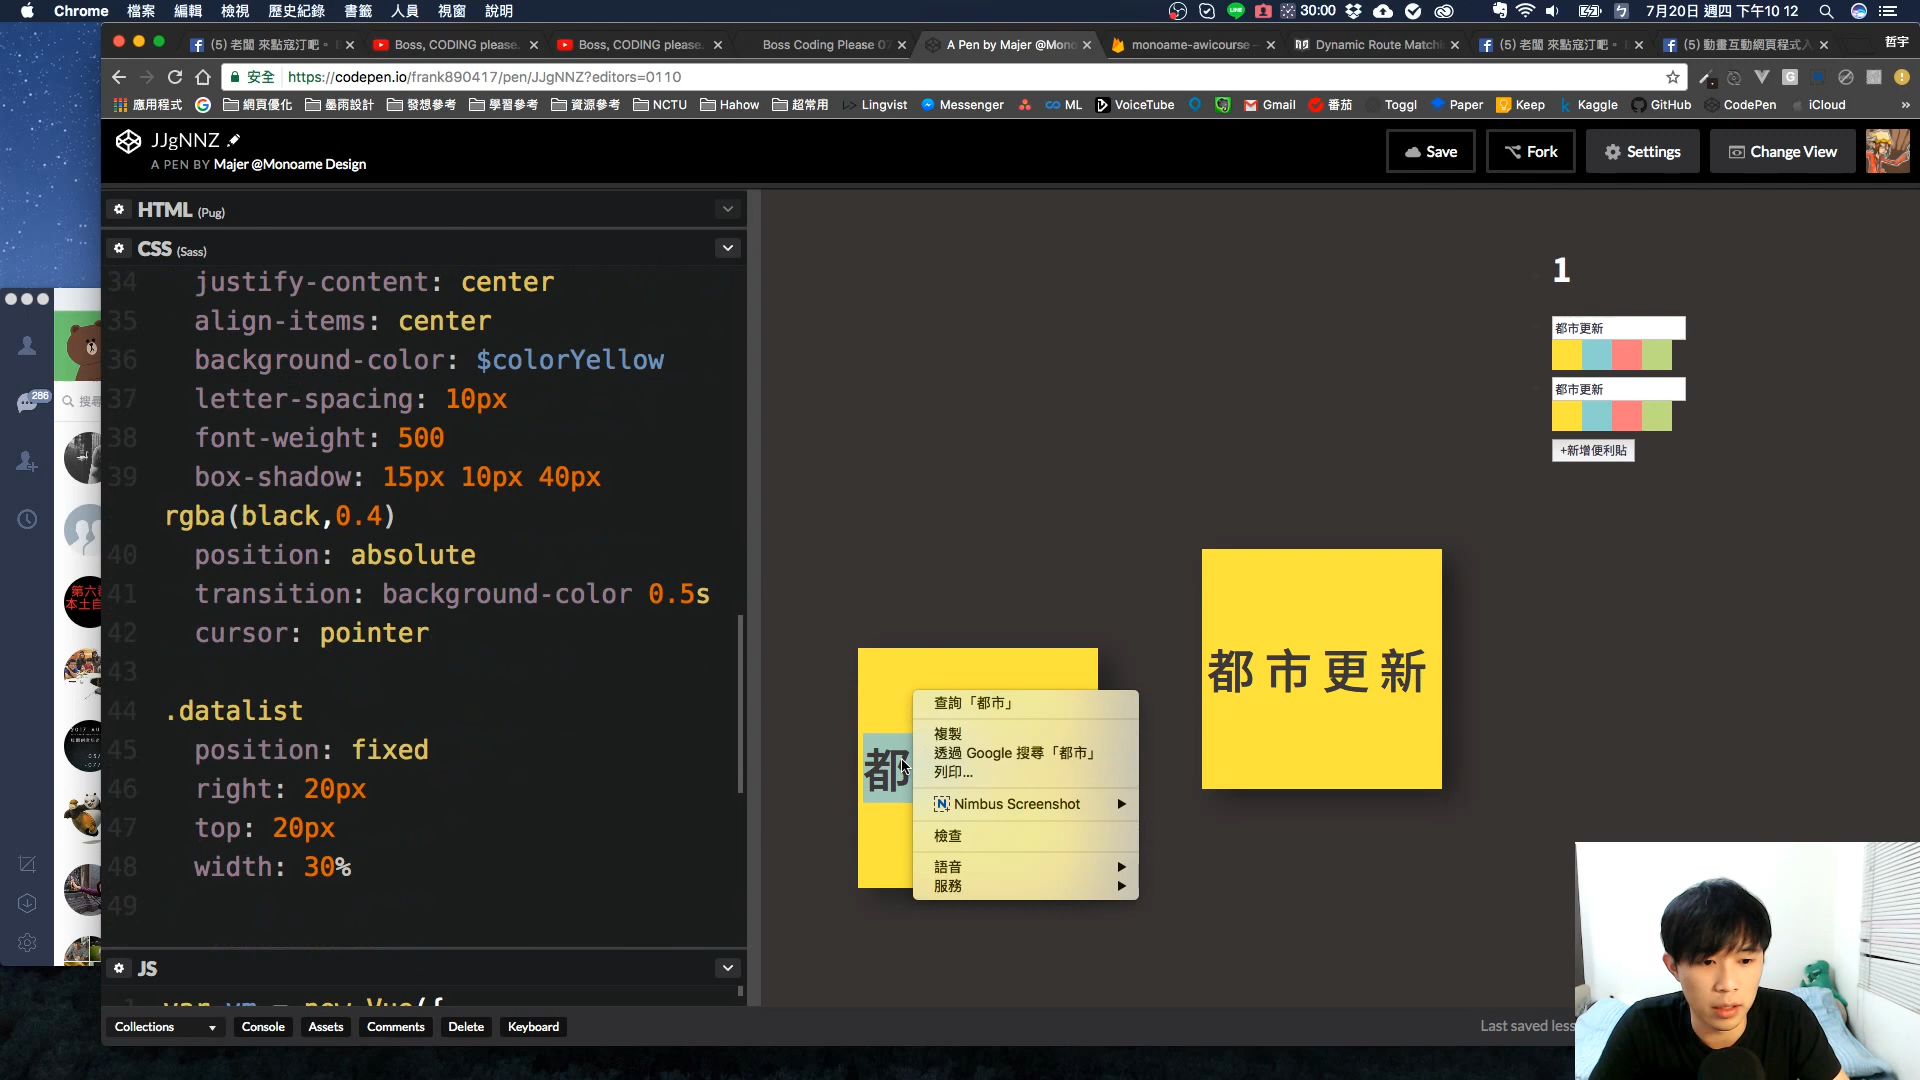 Chrome 檔案 編輯 檢視 歷史紀錄 書籤 人員 視窗 說明 30:00 7月20日 週四 下午10 12
(5) 老闆 來點寇汀吧。 Boss, CODING please. Boss, CODING please. Boss Coding Please 07 A Pen by Majer @Mono monoame-awicourse Dynamic Route Match (5) 老闆 來點寇汀吧。 (5) 動畫互動網頁程式入 哲宇
安全 https://codepen.io/frank890417/pen/JJgNNZ?editors=0110
應用程式 網頁優化 墨雨設計 發想參考 學習參考 資源參考 NCTU Hahow 超常用 Lingvist Messenger ML VoiceTube Gmail 番茄 Toggl Paper Keep Kaggle GitHub CodePen iCloud »
JJgNNZ
A PEN BY Majer @Monoame Design
Save Fork Settings Change View
HTML (Pug)
CSS (Sass)
34 justify-content: center
35 align-items: center
36 background-color: $colorYellow
37 letter-spacing: 10px
38 font-weight: 500
39 box-shadow: 15px 10px 40px
rgba(black,0.4)
40 position: absolute
41 transition: background-color 0.5s
42 cursor: pointer
43
44 .datalist
45 position: fixed
46 right: 20px
47 top: 20px
48 width: 30%
49
JS
1 var vm = new Vue({
286
搜尋
1
都市更新
都市更新
+新增便利貼
都市更新
都
查詢「都市」
複製
透過 Google 搜尋「都市」
列印...
Nimbus Screenshot
檢查
語音
服務
Collections Console Assets Comments Delete Keyboard
Last saved less